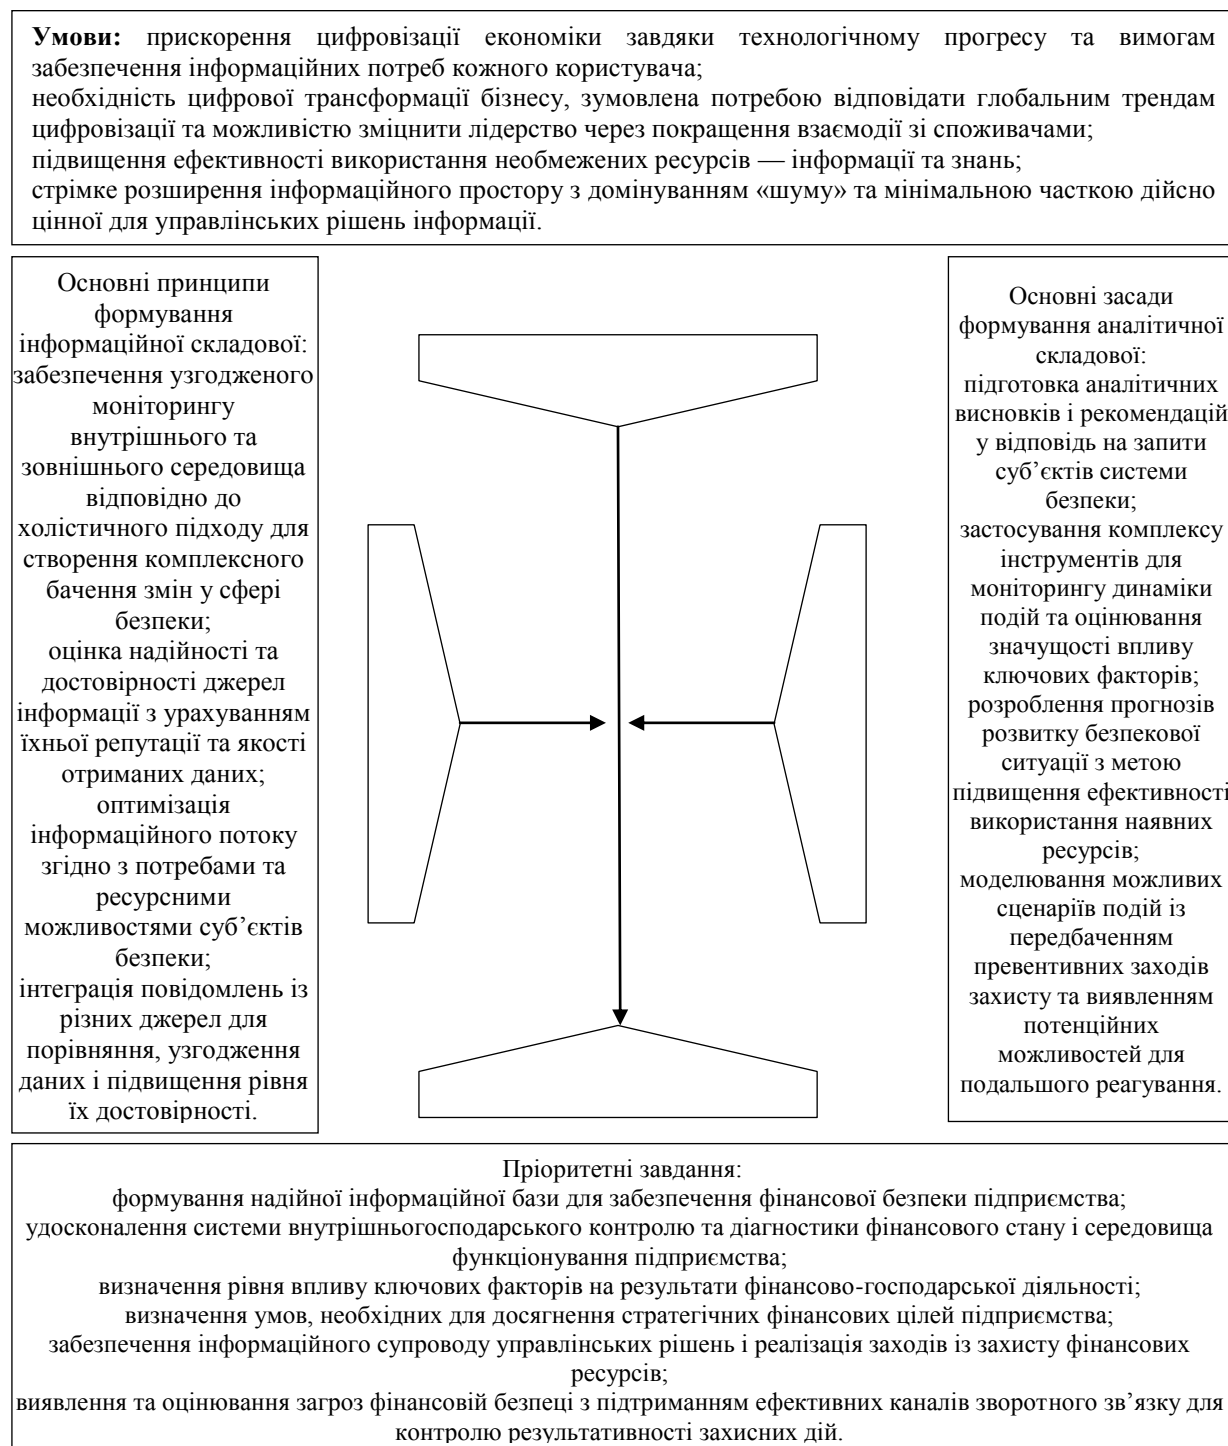 Умови: прискорення цифровізації економіки завдяки технологічному прогресу та вимогам
забезпечення інформаційних потреб кожного користувача;
необхідність цифрової трансформації бізнесу, зумовлена потребою відповідати глобальним трендам
цифровізації та можливістю зміцнити лідерство через покращення взаємодії зі споживачами;
підвищення ефективності використання необмежених ресурсів — інформації та знань;
стрімке розширення інформаційного простору з домінуванням «шуму» та мінімальною часткою дійсно
цінної для управлінських рішень інформації.
Основні принципи
формування
інформаційної складової:
забезпечення узгодженого
моніторингу
внутрішнього та
зовнішнього середовища
відповідно до
холістичного підходу для
створення комплексного
бачення змін у сфері
безпеки;
оцінка надійності та
достовірності джерел
інформації з урахуванням
їхньої репутації та якості
отриманих даних;
оптимізація
інформаційного потоку
згідно з потребами та
ресурсними
можливостями суб’єктів
безпеки;
інтеграція повідомлень із
різних джерел для
порівняння, узгодження
даних і підвищення рівня
їх достовірності.
Основні засади
формування аналітичної
складової:
підготовка аналітичних
висновків і рекомендацій
у відповідь на запити
суб’єктів системи
безпеки;
застосування комплексу
інструментів для
моніторингу динаміки
подій та оцінювання
значущості впливу
ключових факторів;
розроблення прогнозів
розвитку безпекової
ситуації з метою
підвищення ефективності
використання наявних
ресурсів;
моделювання можливих
сценаріїв подій із
передбаченням
превентивних заходів
захисту та виявленням
потенційних
можливостей для
подальшого реагування.
Пріоритетні завдання:
формування надійної інформаційної бази для забезпечення фінансової безпеки підприємства;
удосконалення системи внутрішньогосподарського контролю та діагностики фінансового стану і середовища
функціонування підприємства;
визначення рівня впливу ключових факторів на результати фінансово-господарської діяльності;
визначення умов, необхідних для досягнення стратегічних фінансових цілей підприємства;
забезпечення інформаційного супроводу управлінських рішень і реалізація заходів із захисту фінансових
ресурсів;
виявлення та оцінювання загроз фінансовій безпеці з підтриманням ефективних каналів зворотного зв’язку для
контролю результативності захисних дій.